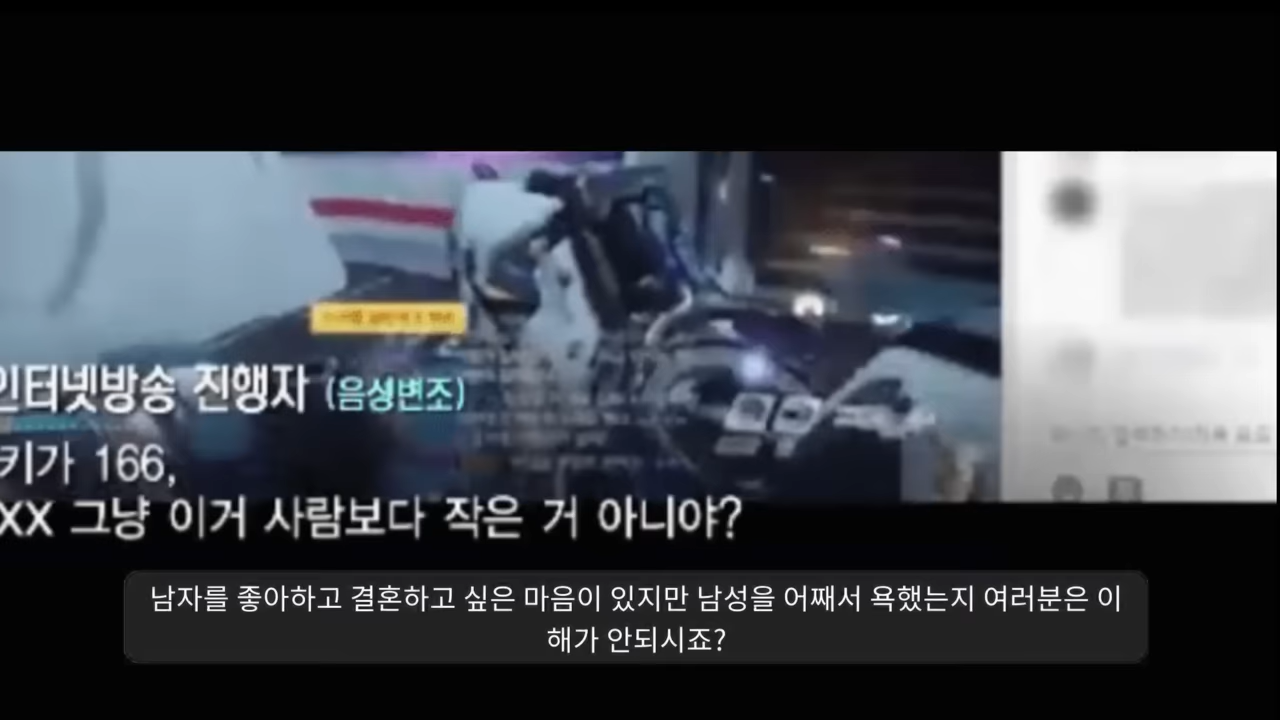 인터넷방송 진행자 (음성변조)
키가 166,
XX 그냥 이거 사람보다 작은 거 아니야?
남자를 좋아하고 결혼하고 싶은 마음이 있지만 남성을 어째서 욕했는지 여러분은 이
해가 안되시죠?